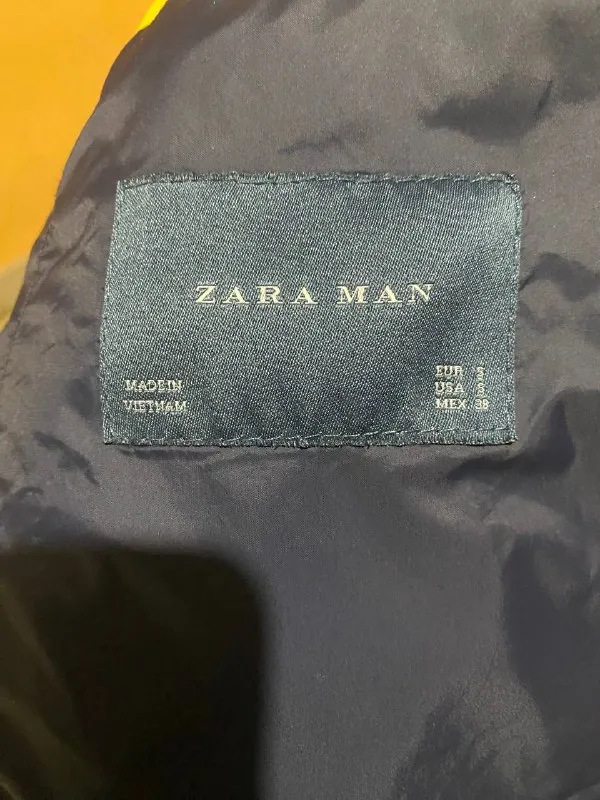 ZARA MAN
MADE IN
VIETNAM
EUR S
USA S
MEX 38